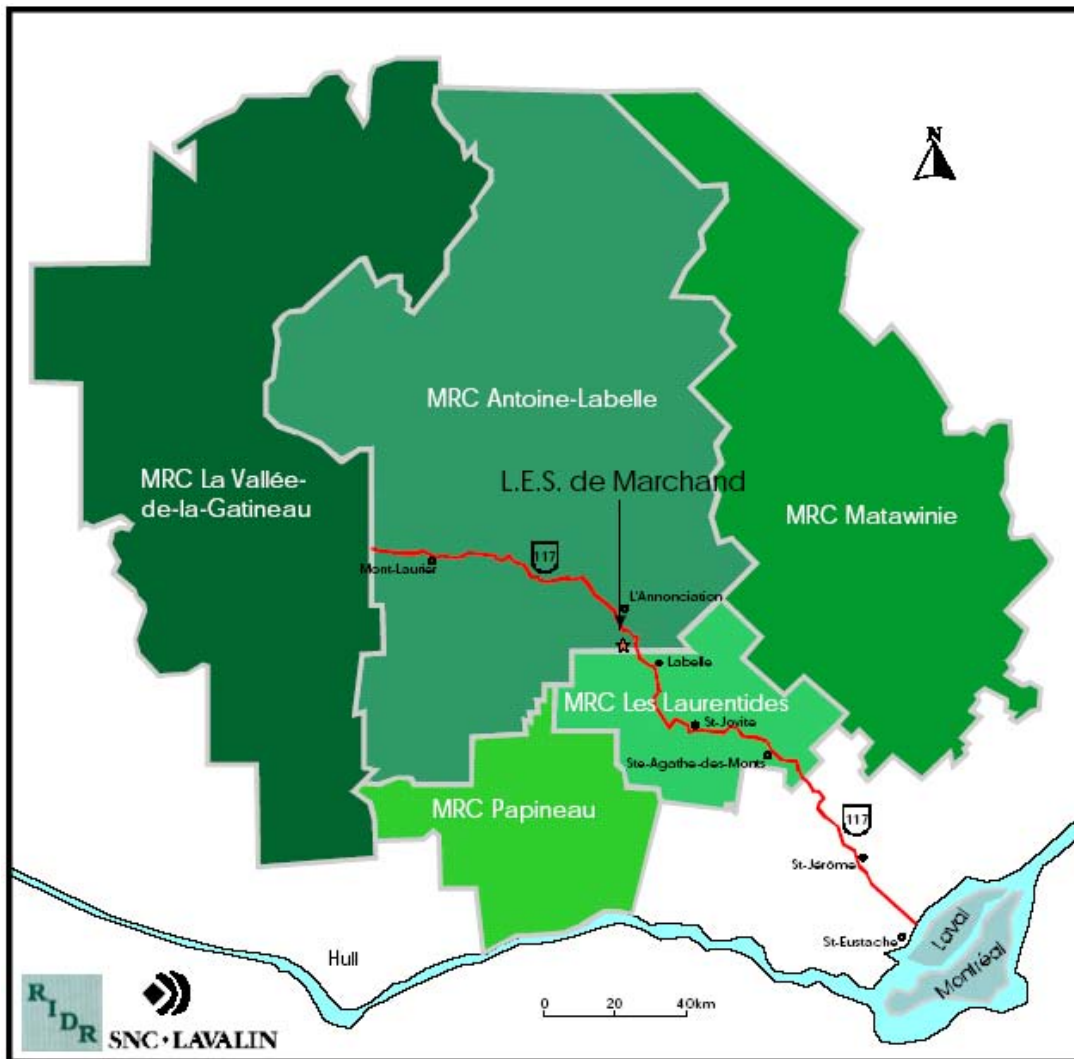 N
MRC Antoine-Labelle
L.E.S. de Marchand
MRC La Vallée-
de-la-Gatineau
MRC Matawinie
117
Mont-Laurier
L'Annonciation
Labelle
MRC Les Laurentides
St-Jovite
Ste-Agathe-des-Monts
MRC Papineau
117
St-Jérôme
St-Eustache
Laval
Montréal
Hull
0 20 40km
RIDR
SNC•LAVALIN